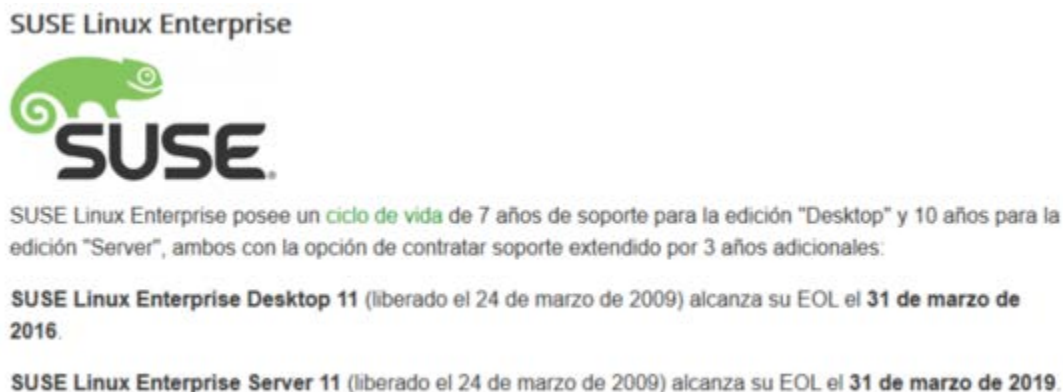 SUSE Linux Enterprise
SUSE®
SUSE Linux Enterprise posee un ciclo de vida de 7 años de soporte para la edición "Desktop" y 10 años para la
edición "Server", ambos con la opción de contratar soporte extendido por 3 años adicionales:
SUSE Linux Enterprise Desktop 11 (liberado el 24 de marzo de 2009) alcanza su EOL el 31 de marzo de
2016.
SUSE Linux Enterprise Server 11 (liberado el 24 de marzo de 2009) alcanza su EOL el 31 de marzo de 2019